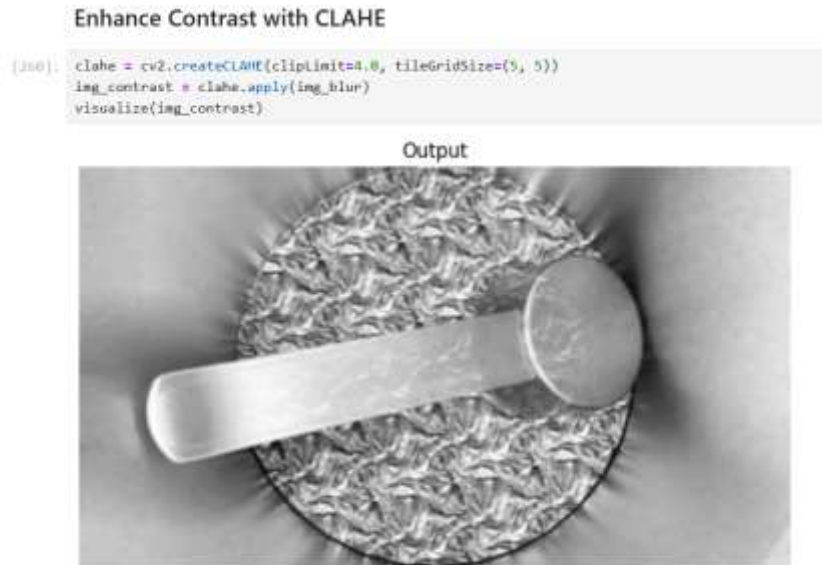 Enhance Contrast with CLAHE
[260]: clahe = cv2.createCLAHE(clipLimit=4.0, tileGridSize=(5, 5))
img_contrast = clahe.apply(img_blur)
visualize(img_contrast)
Output